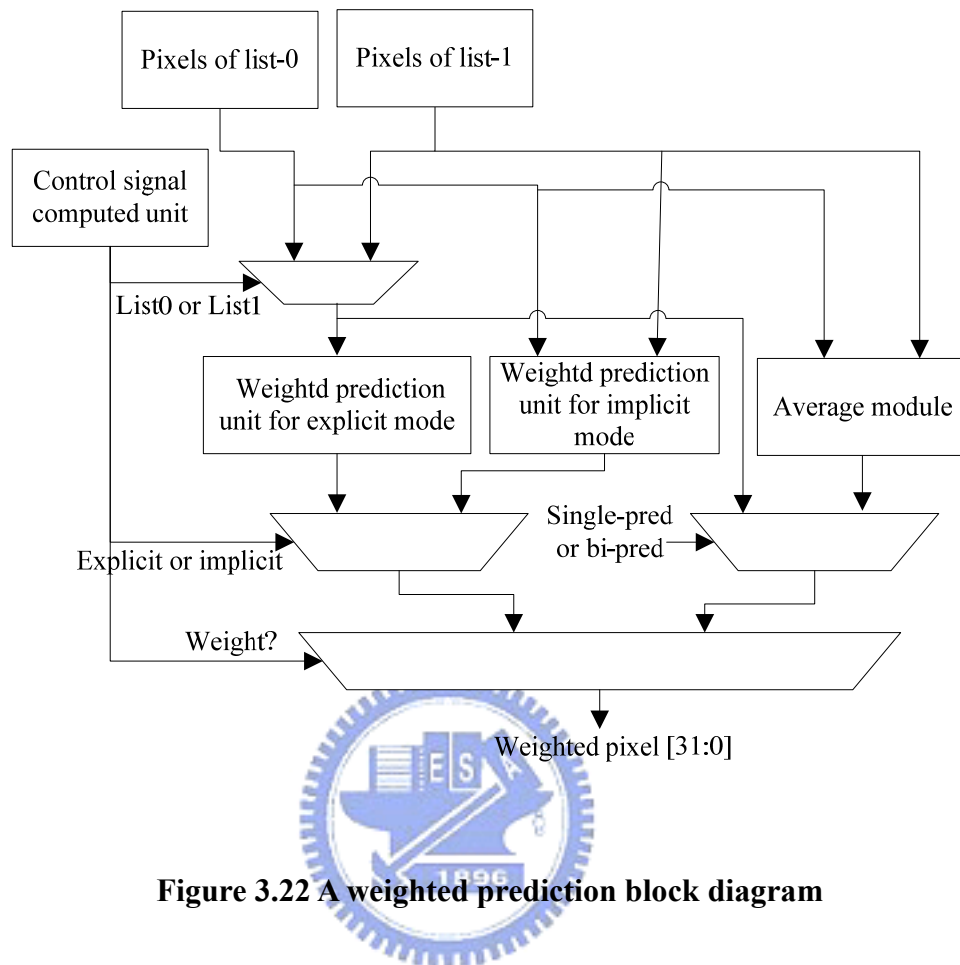 Pixels of list-0
Pixels of list-1
Control signal
computed unit
List0 or List1
Weightd prediction
unit for explicit mode
Weightd prediction
unit for implicit
mode
Average module
Single-pred
or bi-pred
Explicit or implicit
Weight?
Weighted pixel [31:0]
E S A
1896
Figure 3.22 A weighted prediction block diagram